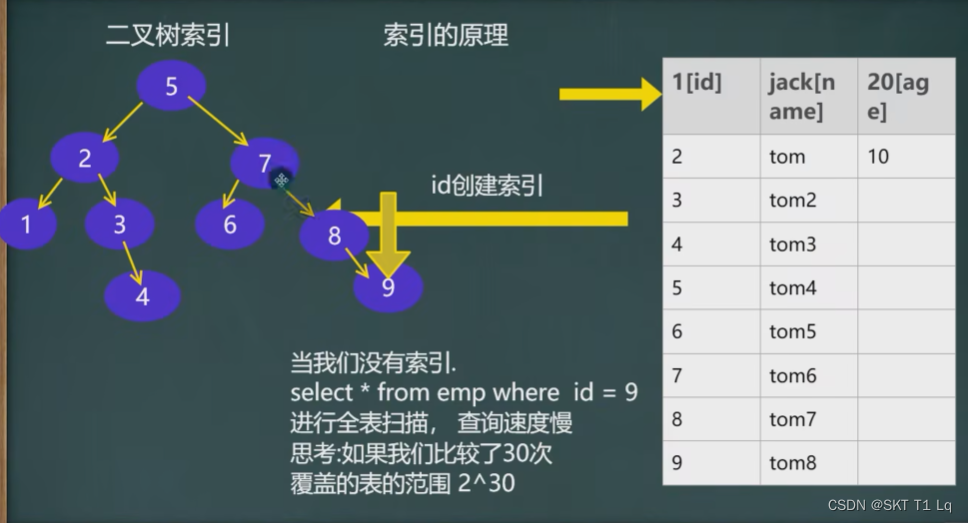 二叉树索引
索引的原理
5
2
7
1
3
6
8
4
9
id创建索引
1[id] jack[n
ame] 20[ag
e]
2 tom 10
3 tom2
4 tom3
5 tom4
6 tom5
7 tom6
8 tom7
9 tom8
当我们没有索引.
select * from emp where id = 9
进行全表扫描， 查询速度慢
思考:如果我们比较了30次
覆盖的表的范围 2^30
CSDN @SKT T1 Lq